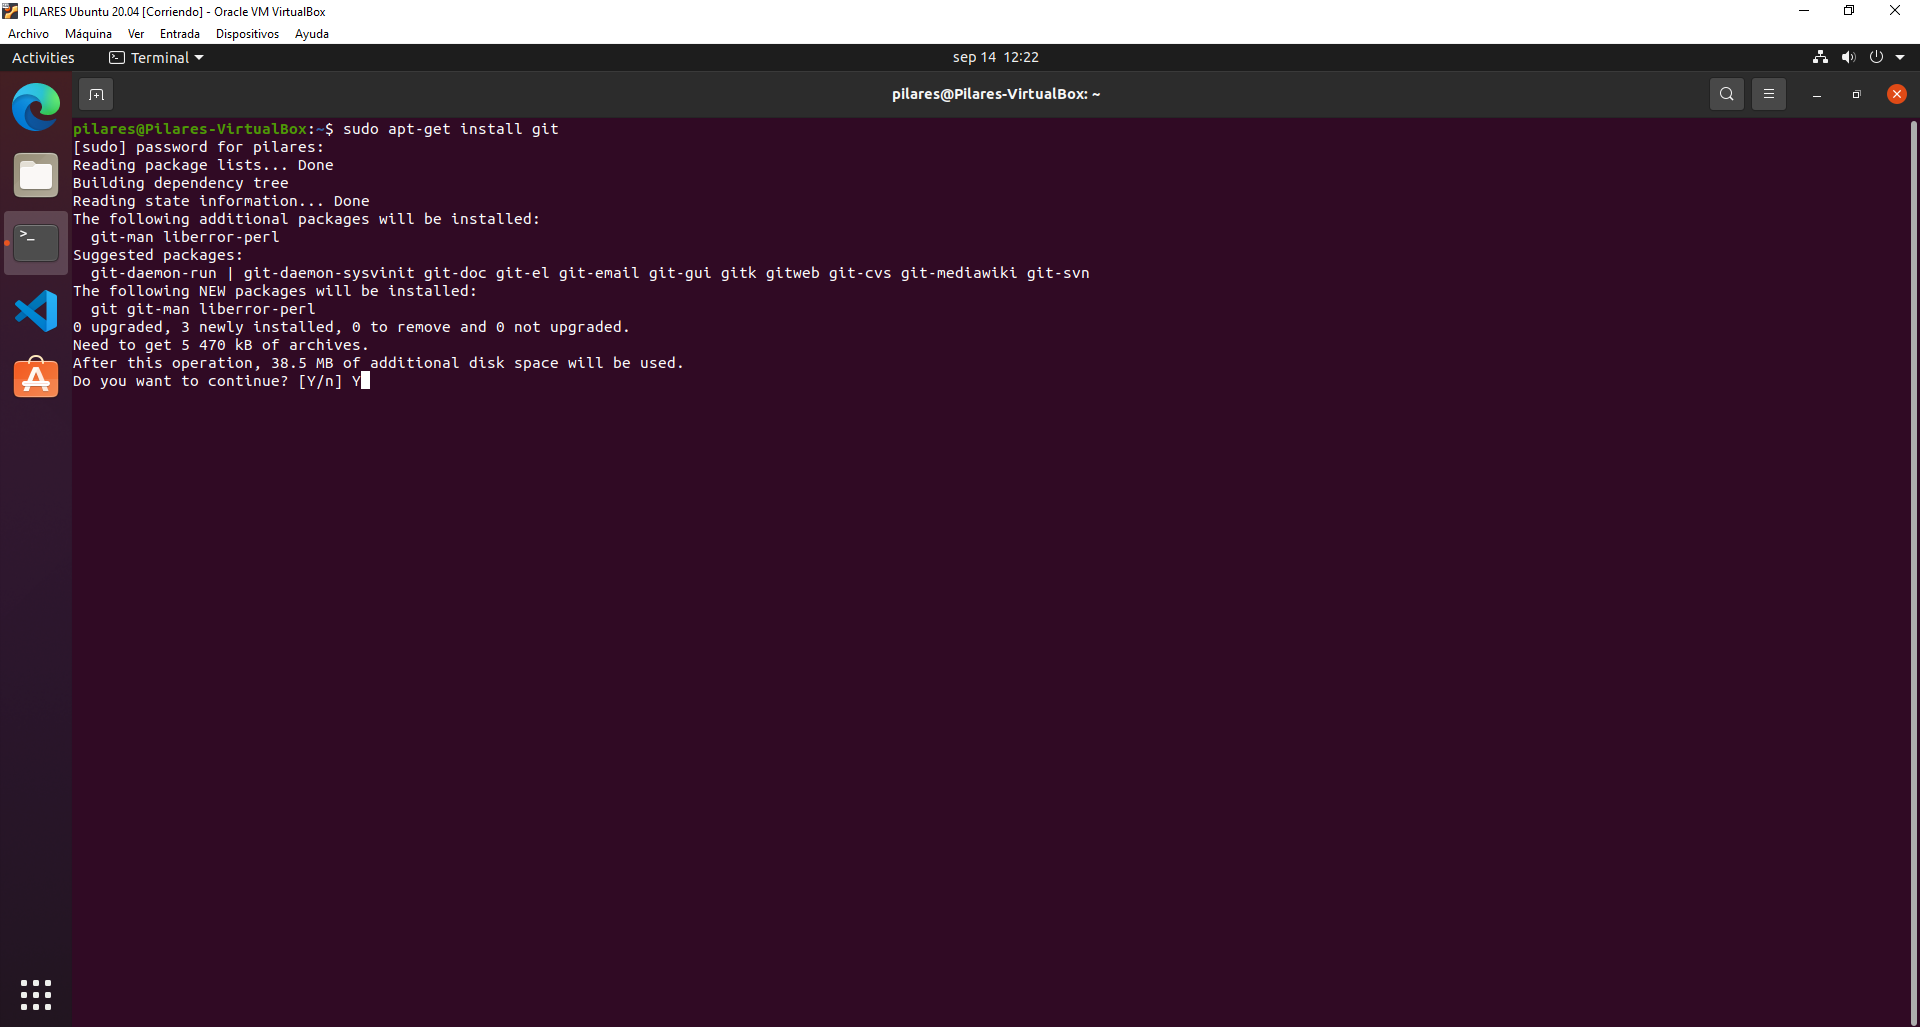 PILARES Ubuntu 20.04 [Corriendo] - Oracle VM VirtualBox
Archivo Máquina Ver Entrada Dispositivos Ayuda
Activities Terminal sep 14 12:22
pilares@Pilares-VirtualBox: ~
pilares@Pilares-VirtualBox:~$ sudo apt-get install git
[sudo] password for pilares:
Reading package lists... Done
Building dependency tree
Reading state information... Done
The following additional packages will be installed:
  git-man liberror-perl
Suggested packages:
  git-daemon-run | git-daemon-sysvinit git-doc git-el git-email git-gui gitk gitweb git-cvs git-mediawiki git-svn
The following NEW packages will be installed:
  git git-man liberror-perl
0 upgraded, 3 newly installed, 0 to remove and 0 not upgraded.
Need to get 5 470 kB of archives.
After this operation, 38.5 MB of additional disk space will be used.
Do you want to continue? [Y/n] Y